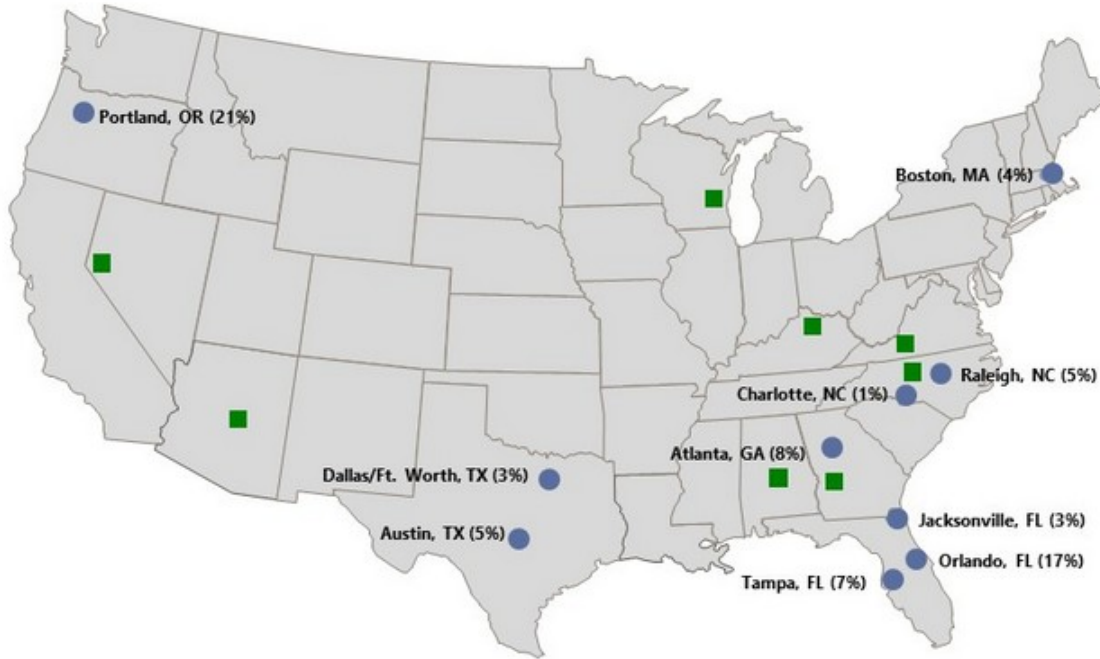 Portland, OR (21%)
Boston, MA (4%)
Raleigh, NC (5%)
Charlotte, NC (1%)
Atlanta, GA (8%)
Dallas/Ft. Worth, TX (3%)
Jacksonville, FL (3%)
Austin, TX (5%)
Orlando, FL (17%)
Tampa, FL (7%)